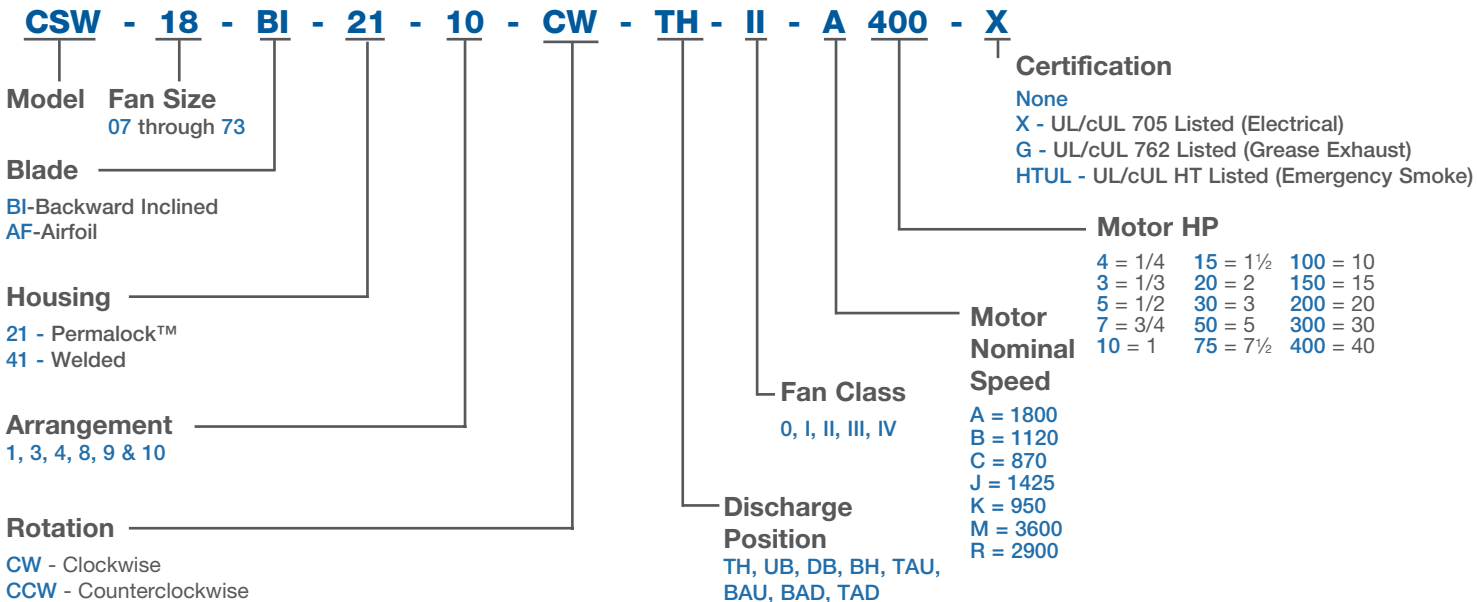 CSW - 18 - BI - 21 - 10 - CW - TH - II - A 400 - X
Model
Fan Size
07 through 73
Blade
BI-Backward Inclined
AF-Airfoil
Housing
21 - Permalock™
41 - Welded
Arrangement
1, 3, 4, 8, 9 & 10
Rotation
CW - Clockwise
CCW - Counterclockwise
Discharge
Position
TH, UB, DB, BH, TAU,
BAU, BAD, TAD
Fan Class
0, I, II, III, IV
Motor
Nominal
Speed
A = 1800
B = 1120
C = 870
J = 1425
K = 950
M = 3600
R = 2900
Motor HP
4 = 1/4 15 = 1½ 100 = 10
3 = 1/3 20 = 2 150 = 15
5 = 1/2 30 = 3 200 = 20
7 = 3/4 50 = 5 300 = 30
10 = 1 75 = 7½ 400 = 40
Certification
None
X - UL/cUL 705 Listed (Electrical)
G - UL/cUL 762 Listed (Grease Exhaust)
HTUL - UL/cUL HT Listed (Emergency Smoke)